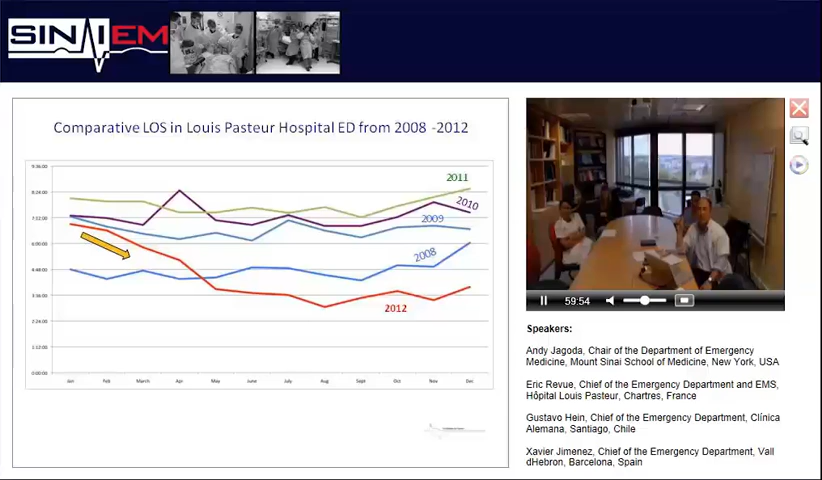 SINAIEM
Comparative LOS in Louis Pasteur Hospital ED from 2008 -2012
9:36:00
8:24:00
7:12:00
6:00:00
4:48:00
3:36:00
2:24:00
1:12:00
0:00:00
2011
2010
2009
2008
2012
Jan Feb March Apr May June July Aug Sept Oct Nov Dec
59:54
Speakers:
Andy Jagoda, Chair of the Department of Emergency
Medicine, Mount Sinai School of Medicine, New York, USA
Eric Revue, Chief of the Emergency Department and EMS,
Hôpital Louis Pasteur, Chartres, France
Gustavo Hein, Chief of the Emergency Department, Clínica
Alemana, Santiago, Chile
Xavier Jimenez, Chief of the Emergency Department, Vall
dHebron, Barcelona, Spain